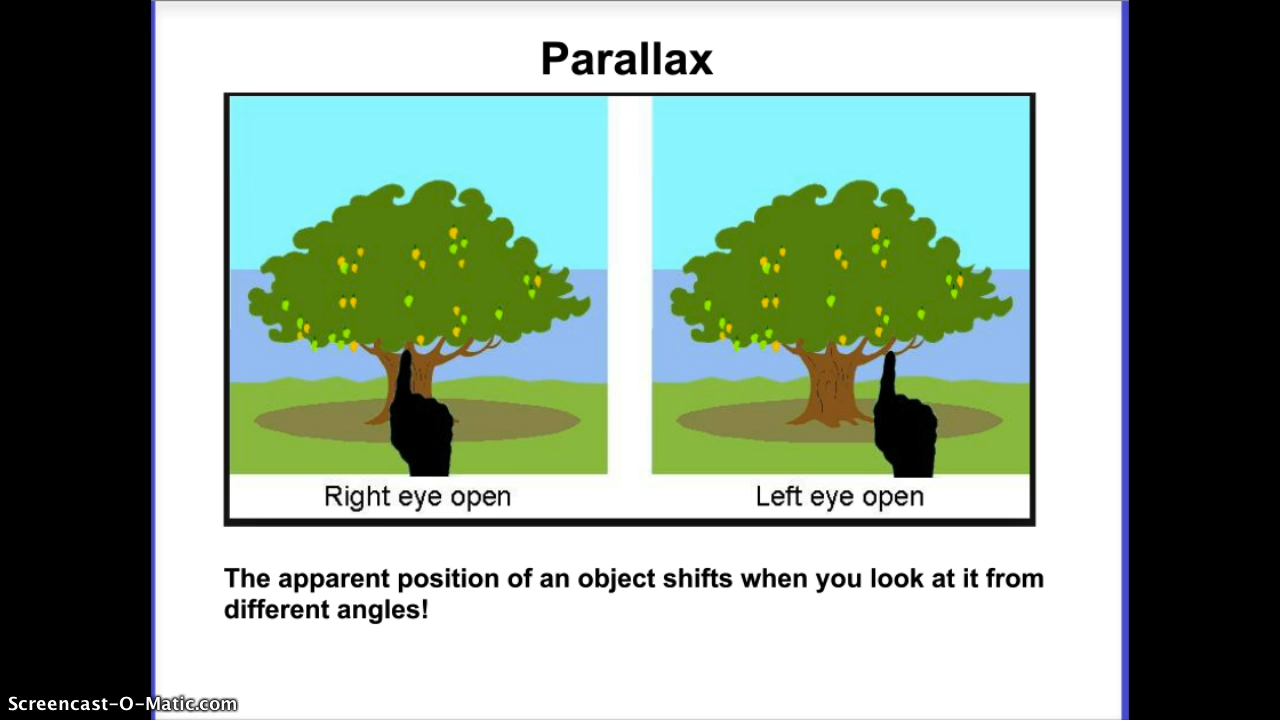 Parallax
Right eye open
Left eye open
The apparent position of an object shifts when you look at it from
different angles!
Screencast-O-Matic.com